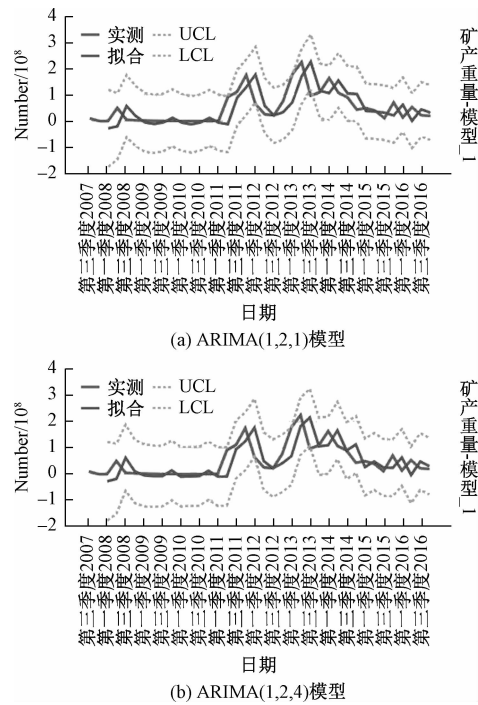 4
3
2
1
0
−1
−2
Number/10⁸
实测
拟合
UCL
LCL
矿产重量-模型_1
第三季度2007
第一季度2008
第三季度2008
第一季度2009
第三季度2009
第一季度2010
第三季度2010
第一季度2011
第三季度2011
第一季度2012
第三季度2012
第一季度2013
第三季度2013
第一季度2014
第三季度2014
第一季度2015
第三季度2015
第一季度2016
第三季度2016
日期
(a) ARIMA(1,2,1)模型
4
3
2
1
0
−1
−2
Number/10⁸
实测
拟合
UCL
LCL
矿产重量-模型_1
第三季度2007
第一季度2008
第三季度2008
第一季度2009
第三季度2009
第一季度2010
第三季度2010
第一季度2011
第三季度2011
第一季度2012
第三季度2012
第一季度2013
第三季度2013
第一季度2014
第三季度2014
第一季度2015
第三季度2015
第一季度2016
第三季度2016
日期
(b) ARIMA(1,2,4)模型